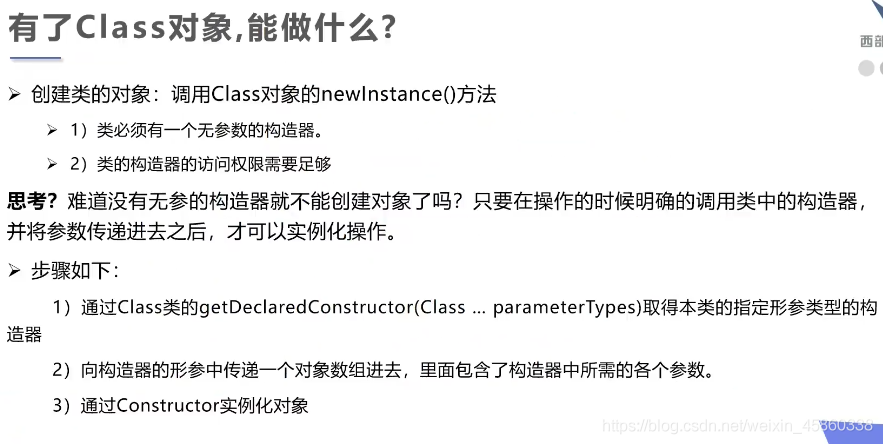 有了Class对象,能做什么?
西部
➢ 创建类的对象：调用Class对象的newInstance()方法
➢ 1）类必须有一个无参数的构造器。
➢ 2）类的构造器的访问权限需要足够
思考？难道没有无参的构造器就不能创建对象了吗？只要在操作的时候明确的调用类中的构造器，
并将参数传递进去之后，才可以实例化操作。
➢ 步骤如下：
1）通过Class类的getDeclaredConstructor(Class … parameterTypes)取得本类的指定形参类型的构
造器
2）向构造器的形参中传递一个对象数组进去，里面包含了构造器中所需的各个参数。
3）通过Constructor实例化对象
https://blog.csdn.net/weixin_45860338